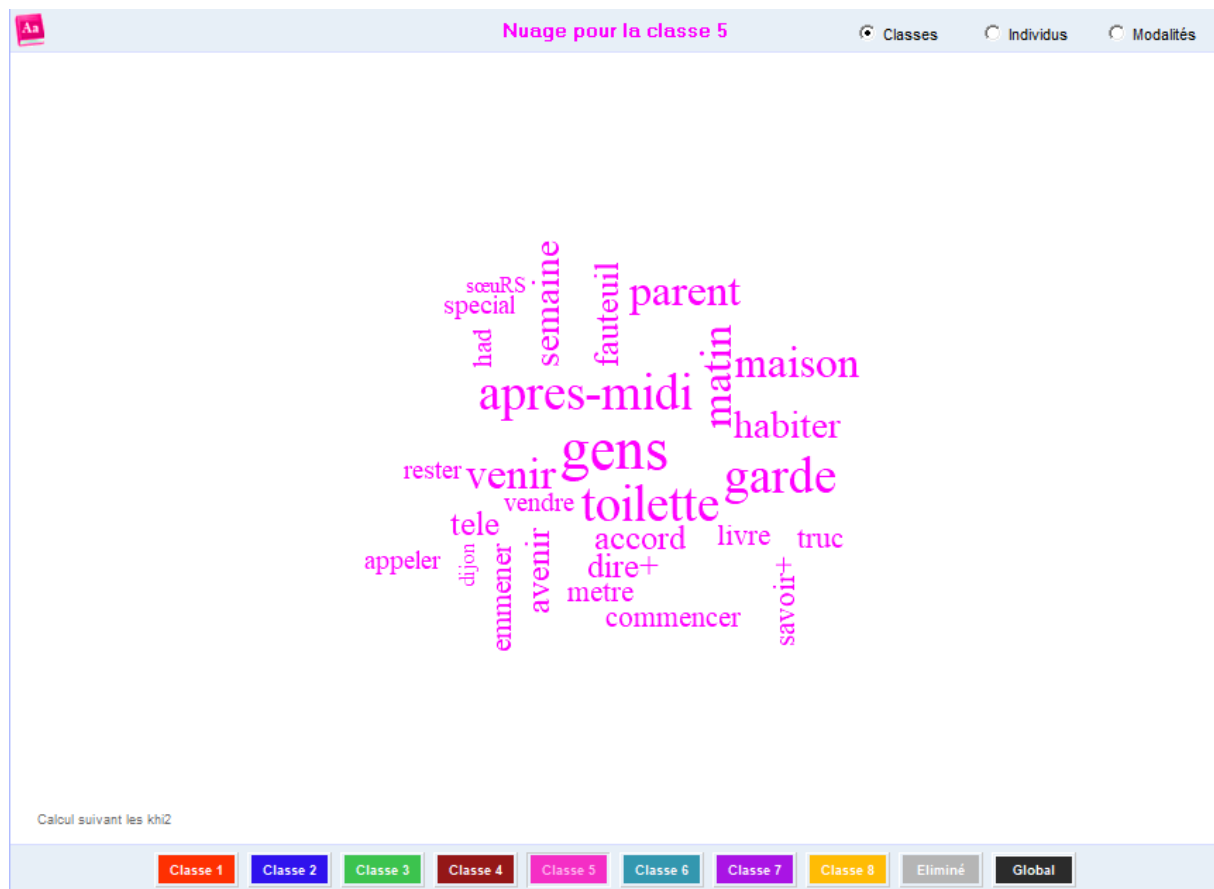 Aa
Nuage pour la classe 5
Classes
Individus
Modalités
semaine
sœuRS
special
had
fauteuil
parent
matin
maison
apres-midi
habiter
gens
rester
venir
garde
vendre
toilette
tele
accord
livre
truc
appeler
dijon
emmener
avenir
dire+
metre
savoir+
commencer
Calcul suivant les khi2
Classe 1 Classe 2 Classe 3 Classe 4 Classe 5 Classe 6 Classe 7 Classe 8 Eliminé Global